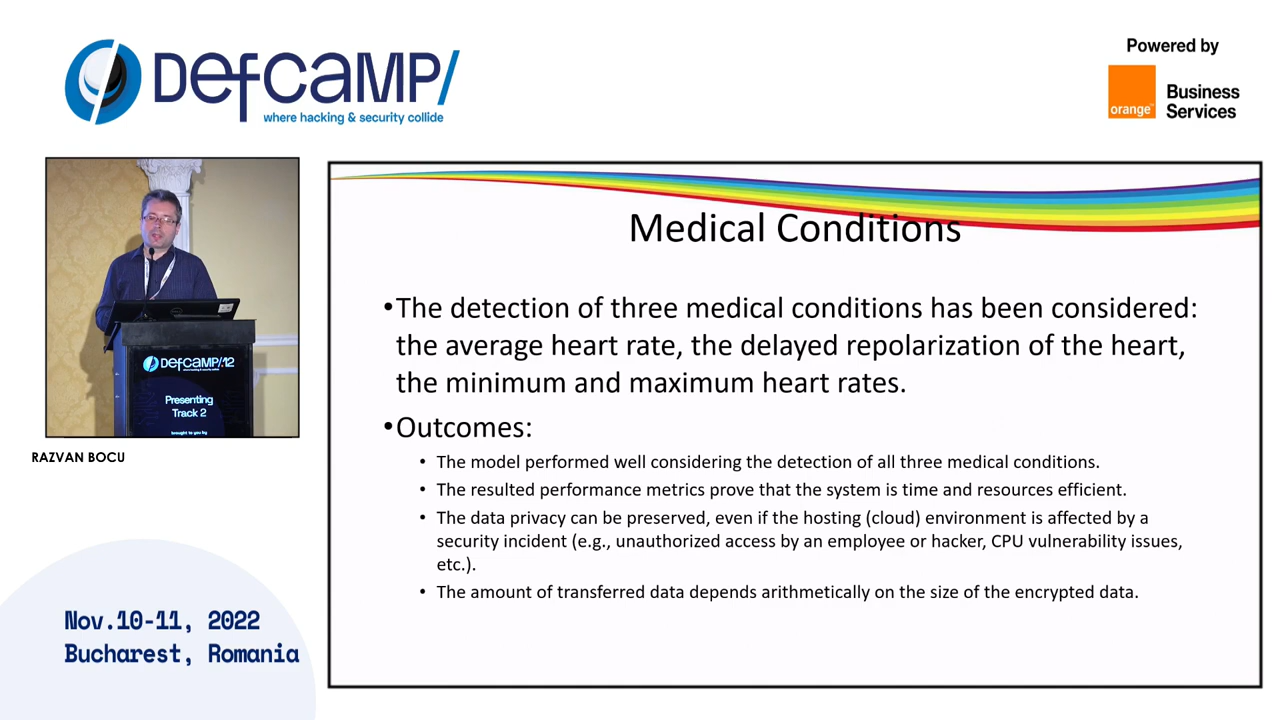 DefCamp/
where hacking & security collide
Powered by
orange™
Business
Services
DefCamp/12
Presenting
Track 2
brought to you by
RAZVAN BOCU
Nov.10-11, 2022
Bucharest, Romania
Medical Conditions
•The detection of three medical conditions has been considered:
the average heart rate, the delayed repolarization of the heart,
the minimum and maximum heart rates.
•Outcomes:
• The model performed well considering the detection of all three medical conditions.
• The resulted performance metrics prove that the system is time and resources efficient.
• The data privacy can be preserved, even if the hosting (cloud) environment is affected by a
security incident (e.g., unauthorized access by an employee or hacker, CPU vulnerability issues,
etc.).
• The amount of transferred data depends arithmetically on the size of the encrypted data.